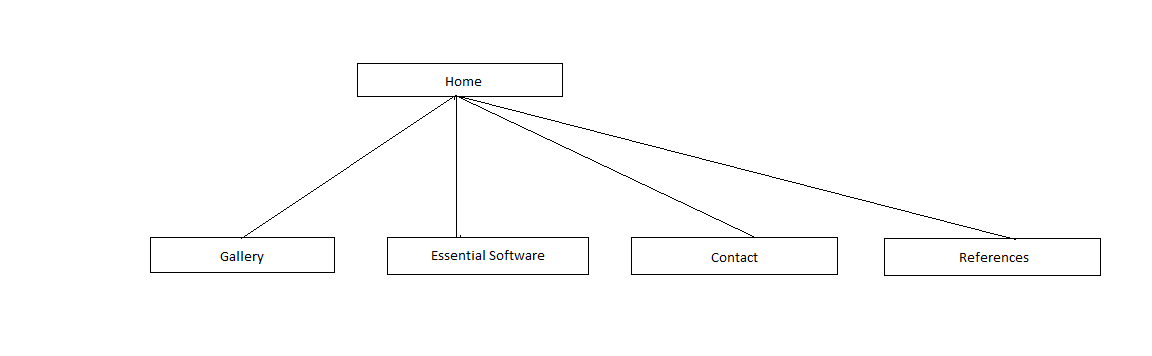 Home
Gallery
Essential Software
Contact
References